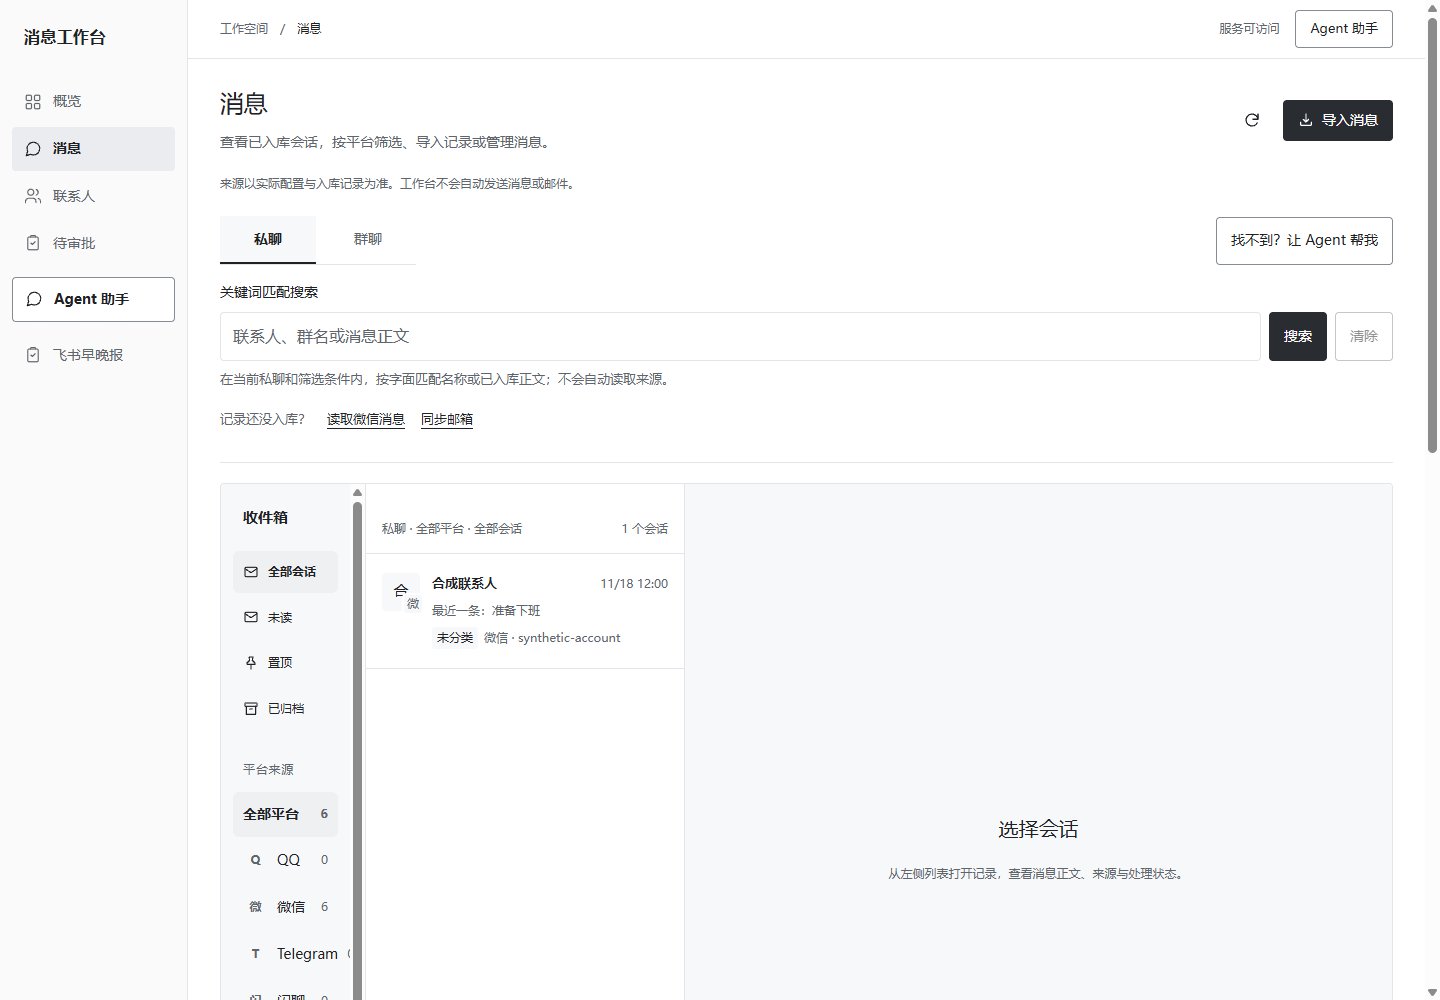 消息工作台
概览
消息
联系人
待审批
Agent 助手
飞书早晚报
工作空间 / 消息
服务可访问
Agent 助手
消息
查看已入库会话，按平台筛选、导入记录或管理消息。
导入消息
来源以实际配置与入库记录为准。工作台不会自动发送消息或邮件。
私聊
群聊
找不到？让 Agent 帮我
关键词匹配搜索
联系人、群名或消息正文
搜索
清除
在当前私聊和筛选条件内，按字面匹配名称或已入库正文；不会自动读取来源。
记录还没入库？ 读取微信消息 同步邮箱
收件箱
全部会话
未读
置顶
已归档
平台来源
全部平台 6
Q QQ 0
微 微信 6
T Telegram
闪聊 0
私聊 · 全部平台 · 全部会话 1 个会话
合 微
合成联系人 11/18 12:00
最近一条：准备下班
未分类 微信 · synthetic-account
选择会话
从左侧列表打开记录，查看消息正文、来源与处理状态。